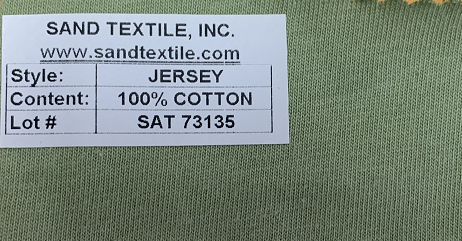 SAND TEXTILE, INC.
www.sandtextile.com
Style: JERSEY
Content: 100% COTTON
Lot # SAT 73135